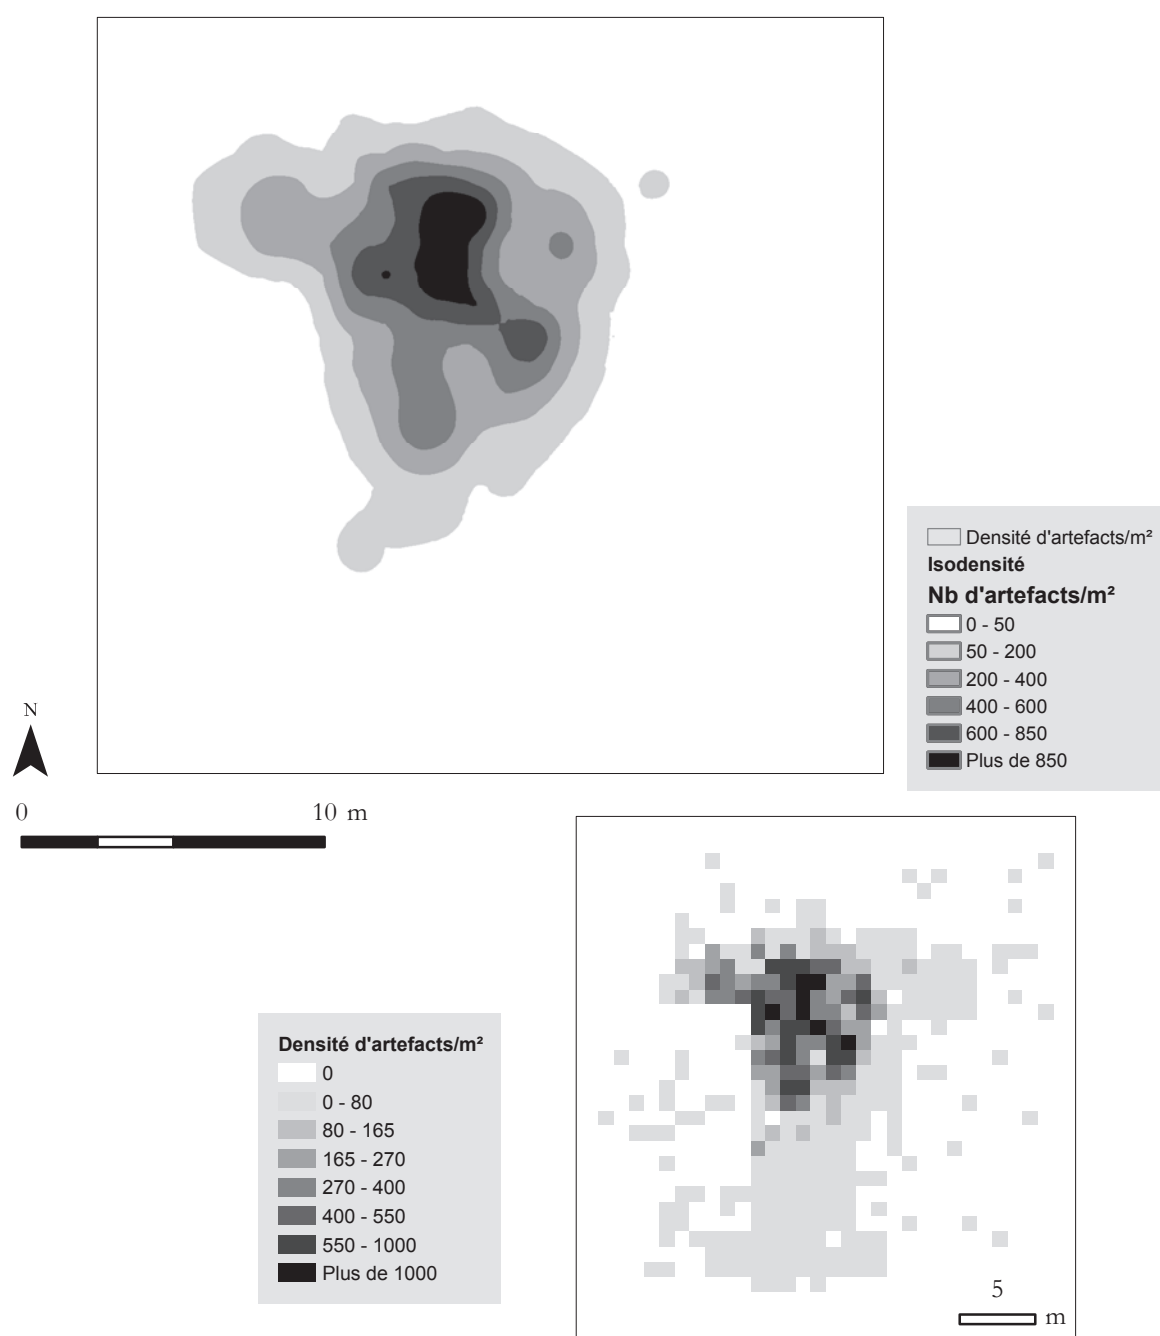 Densité d'artefacts/m²
Isodensité
Nb d'artefacts/m²
0 - 50
50 - 200
200 - 400
400 - 600
600 - 850
Plus de 850
N
0 10 m
Densité d'artefacts/m²
0
0 - 80
80 - 165
165 - 270
270 - 400
400 - 550
550 - 1000
Plus de 1000
5
m